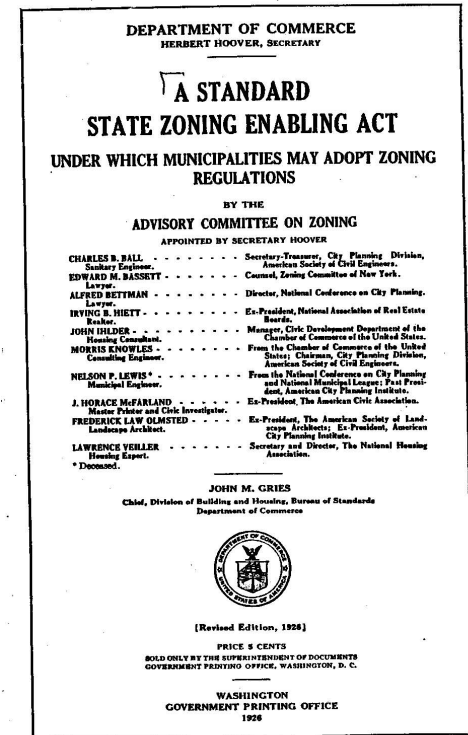 DEPARTMENT OF COMMERCE
HERBERT HOOVER, SECRETARY
A STANDARD
STATE ZONING ENABLING ACT
UNDER WHICH MUNICIPALITIES MAY ADOPT ZONING
REGULATIONS
BY THE
ADVISORY COMMITTEE ON ZONING
APPOINTED BY SECRETARY HOOVER
CHARLES B. BALL - - - - - - - - Secretary-Treasurer, City Planning Division,
Sanitary Engineer. American Society of Civil Engineers.
EDWARD M. BASSETT - - - - - - - Counsel, Zoning Committee of New York.
Lawyer.
ALFRED BETTMAN - - - - - - - - Director, National Conference on City Planning.
Lawyer.
IRVING B. HIETT - - - - - - - - - Ex-President, National Association of Real Estate
Realtor. Boards.
JOHN IHLDER - - - - - - - - - - Manager, Civic Development Department of the
Housing Consultant. Chamber of Commerce of the United States.
MORRIS KNOWLES - - - - - - - - From the Chamber of Commerce of the United
Consulting Engineer. States; Chairman, City Planning Division,
American Society of Civil Engineers.
NELSON P. LEWIS * - - - - - - - - From the National Conference on City Planning
Municipal Engineer. and National Municipal League; Past Presi-
dent, American City Planning Institute.
J. HORACE McFARLAND - - - - - - Ex-President, The American Civic Association.
Master Printer and Civic Investigator.
FREDERICK LAW OLMSTED - - - - - Ex-President, The American Society of Land-
Landscape Architect. scape Architects; Ex-President, American
City Planning Institute.
LAWRENCE VEILLER - - - - - - - Secretary and Director, The National Housing
Housing Expert. Association.
* Deceased.
JOHN M. GRIES
Chief, Division of Building and Housing, Bureau of Standards
Department of Commerce
DEPARTMENT OF COMMERCE
UNITED STATES OF AMERICA
[Revised Edition, 1926]
PRICE 5 CENTS
SOLD ONLY BY THE SUPERINTENDENT OF DOCUMENTS
GOVERNMENT PRINTING OFFICE, WASHINGTON, D. C.
WASHINGTON
GOVERNMENT PRINTING OFFICE
1926